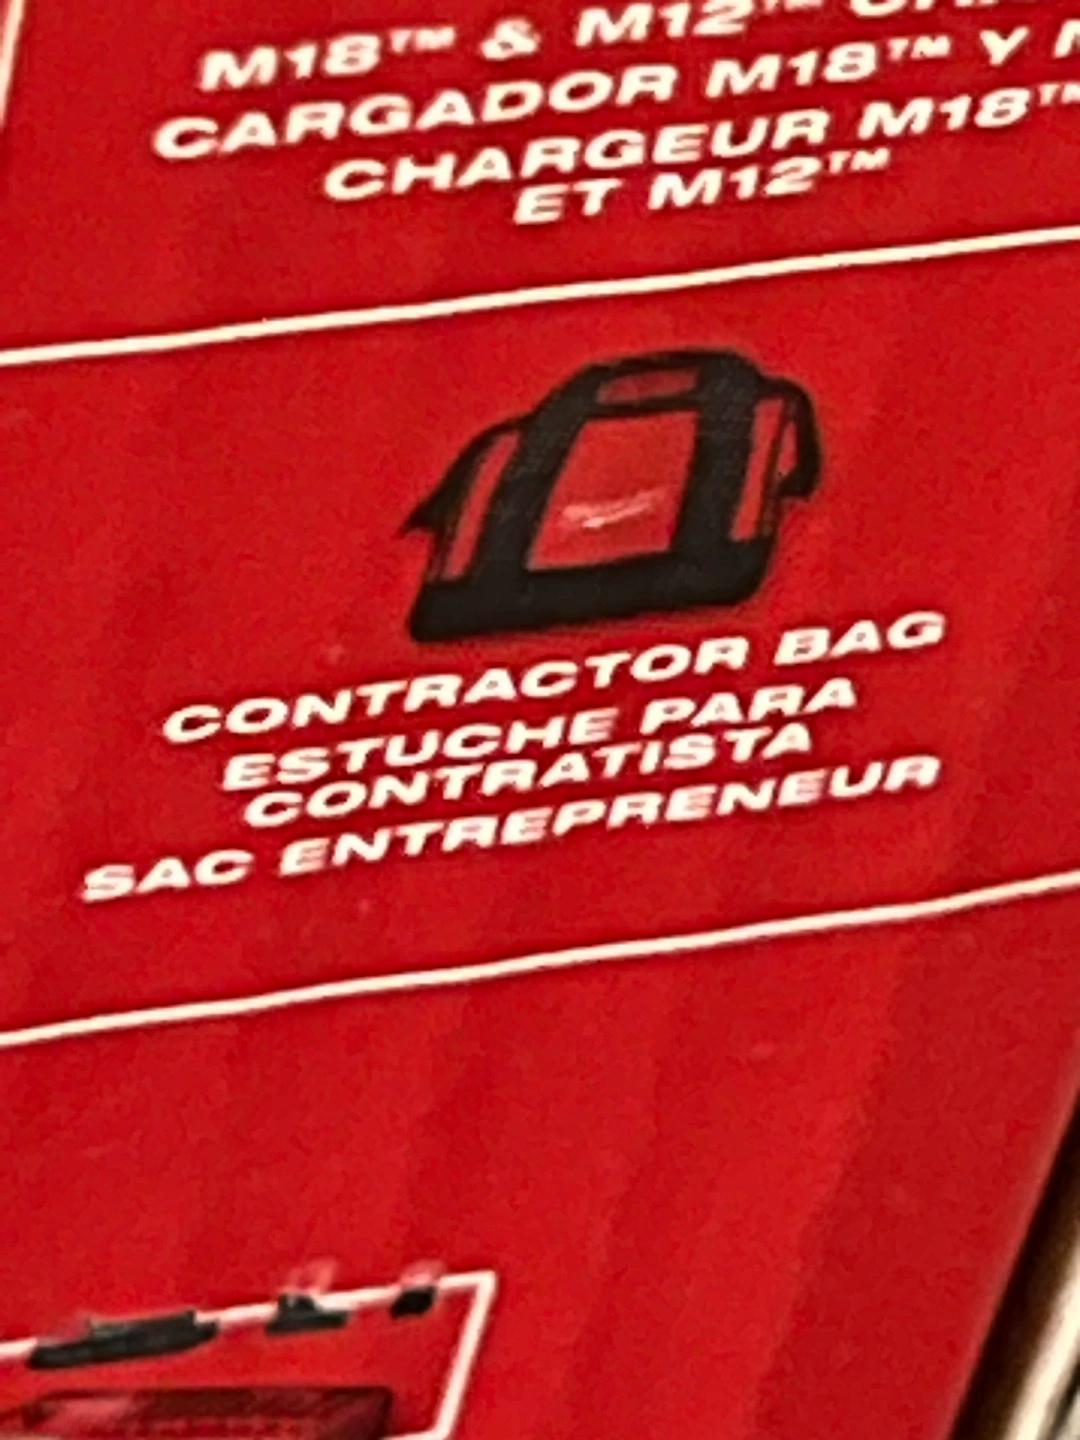 M18™ & M12™
CARGADOR M18™ Y
CHARGEUR M18™
ET M12™
CONTRACTOR BAG
ESTUCHE PARA
CONTRATISTA
SAC ENTREPRENEUR